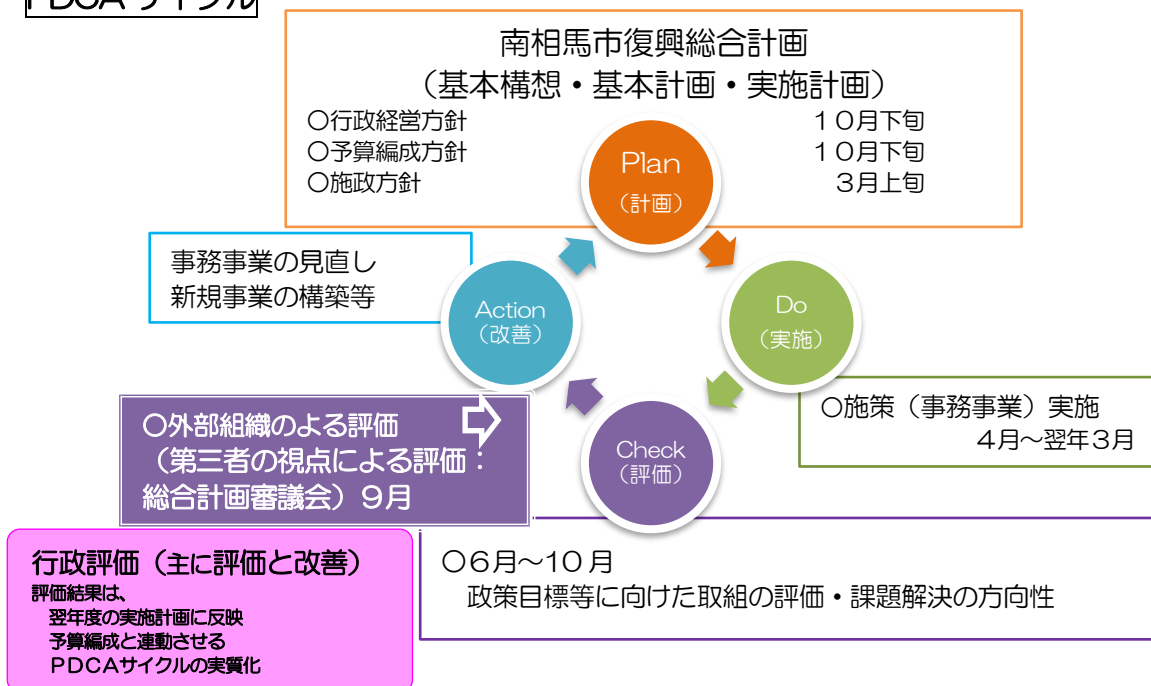 PDCA サイクル
南相馬市復興総合計画
（基本構想・基本計画・実施計画）
〇行政経営方針　１０月下旬
〇予算編成方針　１０月下旬
〇施政方針　３月上旬
Plan
（計画）
事務事業の見直し
新規事業の構築等
Action
（改善）
Do
（実施）
〇施策（事務事業）実施
４月～翌年３月
〇外部組織のよる評価
（第三者の視点による評価：
総合計画審議会）９月
Check
（評価）
行政評価（主に評価と改善）
評価結果は、
翌年度の実施計画に反映
予算編成と連動させる
ＰＤＣＡサイクルの実質化
〇６月～10 月
政策目標等に向けた取組の評価・課題解決の方向性